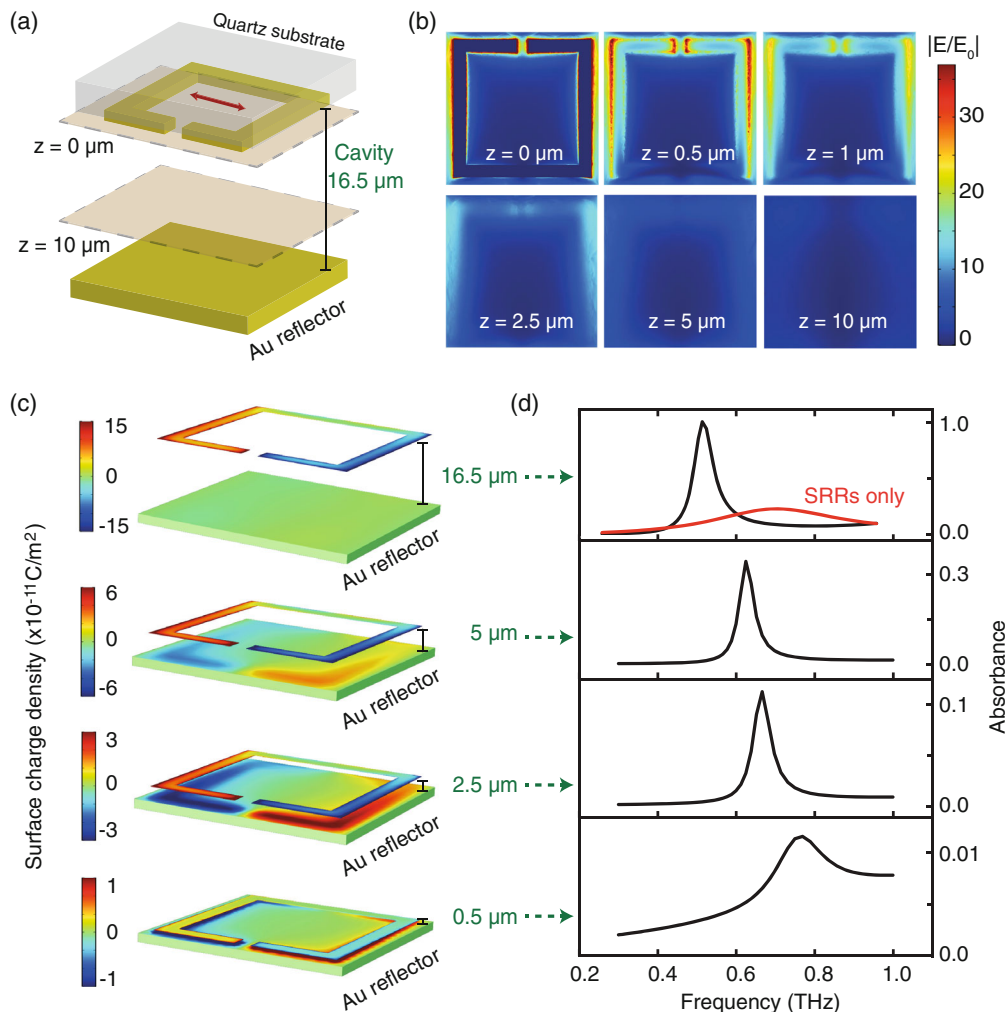 (a)
Quartz substrate
z = 0 μm
Cavity
16.5 μm
z = 10 μm
Au reflector
(b)
|E/E₀|
z = 0 μm
z = 0.5 μm
z = 1 μm
z = 2.5 μm
z = 5 μm
z = 10 μm
30
20
10
0
(c)
Surface charge density (x10⁻¹¹C/m²)
15
0
-15
Au reflector
6
0
-6
Au reflector
3
0
-3
Au reflector
1
0
-1
Au reflector
(d)
16.5 μm
SRRs only
1.0
0.0
5 μm
0.3
0.0
2.5 μm
0.1
0.0
0.5 μm
0.01
0.0
Absorbance
0.2
0.4
0.6
0.8
1.0
Frequency (THz)